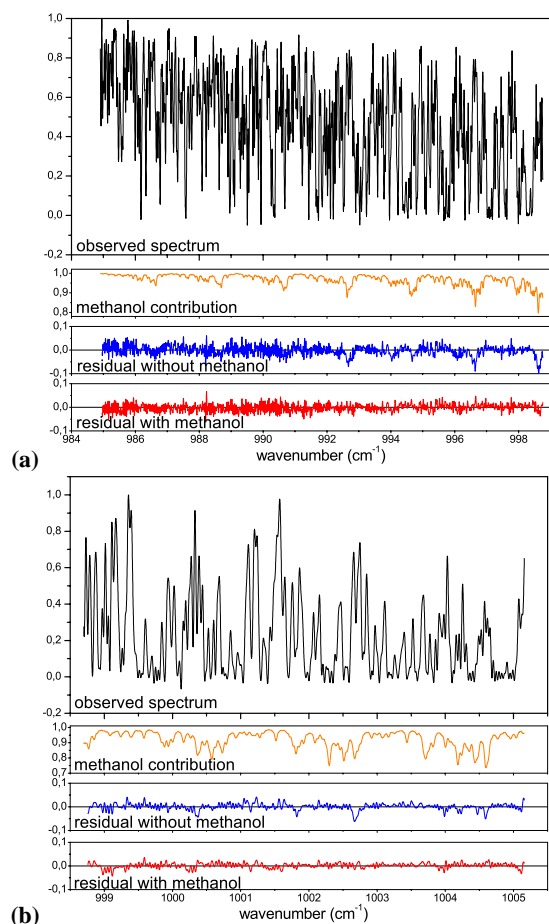 1,0
0,8
0,6
0,4
0,2
0,0
-0,2
observed spectrum
1,0
0,9
0,8
methanol contribution
0,1
0,0
-0,1
residual without methanol
0,1
0,0
-0,1
residual with methanol
984 986 988 990 992 994 996 998
wavenumber (cm-1)
(a)
1,0
0,8
0,6
0,4
0,2
0,0
-0,2
observed spectrum
1,0
0,9
0,8
0,7
methanol contribution
0,1
0,0
-0,1
residual without methanol
0,1
0,0
-0,1
residual with methanol
999 1000 1001 1002 1003 1004 1005
wavenumber (cm-1)
(b)